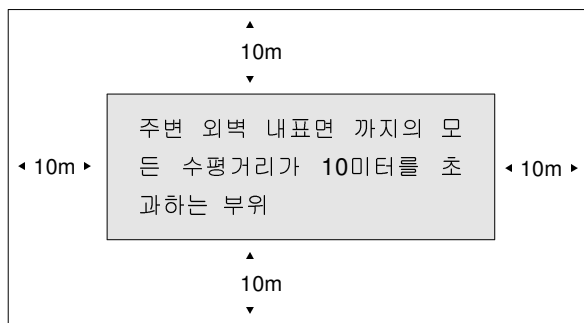 10m
주변 외벽 내표면 까지의 모
10m 든 수평거리가 10미터를 초 10m
과하는 부위
10m